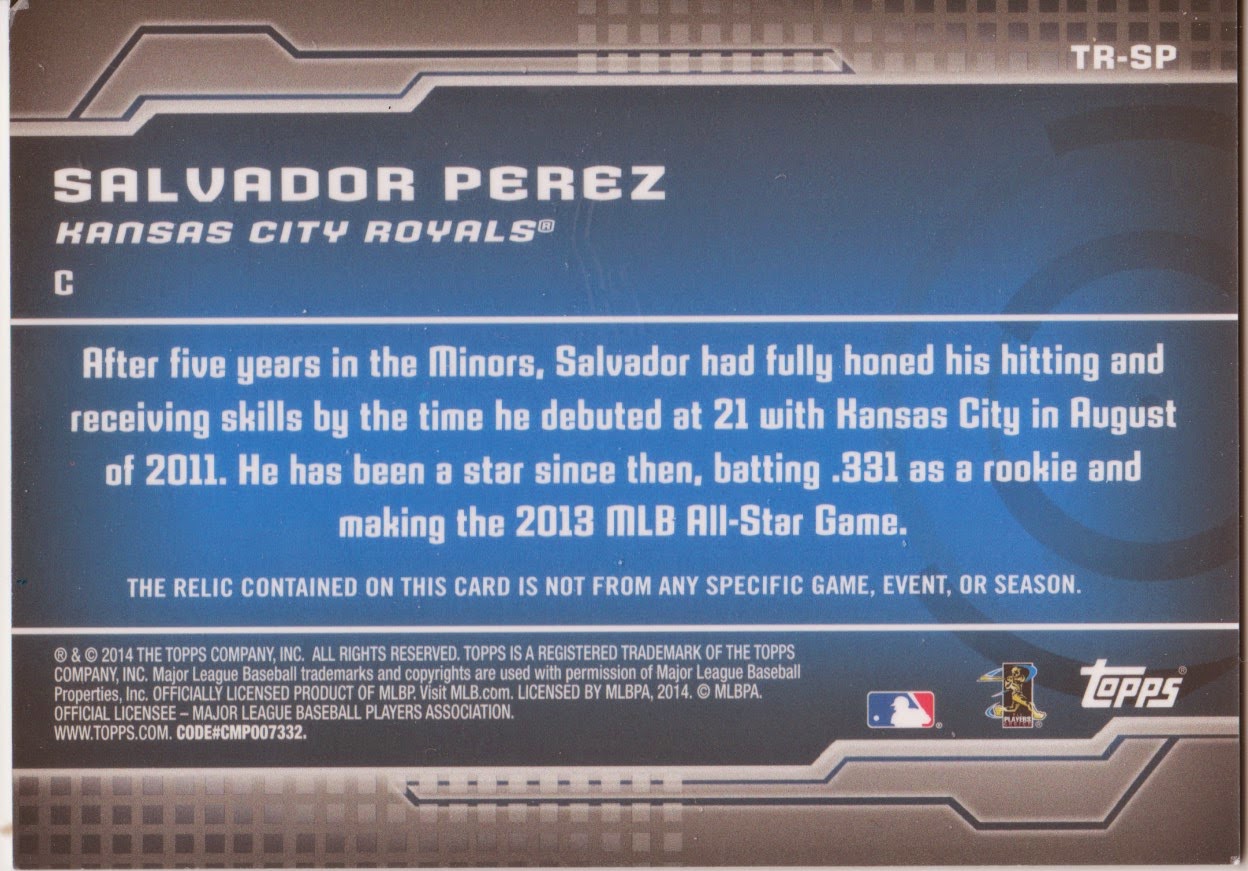 TR-SP
SALVADOR PEREZ
KANSAS CITY ROYALS®
C
After five years in the Minors, Salvador had fully honed his hitting and
receiving skills by the time he debuted at 21 with Kansas City in August
of 2011. He has been a star since then, batting .331 as a rookie and
making the 2013 MLB All-Star Game.
THE RELIC CONTAINED ON THIS CARD IS NOT FROM ANY SPECIFIC GAME, EVENT, OR SEASON.
® & © 2014 THE TOPPS COMPANY, INC. ALL RIGHTS RESERVED. TOPPS IS A REGISTERED TRADEMARK OF THE TOPPS
COMPANY, INC. Major League Baseball trademarks and copyrights are used with permission of Major League Baseball
Properties, Inc. OFFICIALLY LICENSED PRODUCT OF MLBP. Visit MLB.com. LICENSED BY MLBPA, 2014. © MLBPA.
OFFICIAL LICENSEE – MAJOR LEAGUE BASEBALL PLAYERS ASSOCIATION.
WWW.TOPPS.COM. CODE#CMP007332.
PLAYERS
Topps®